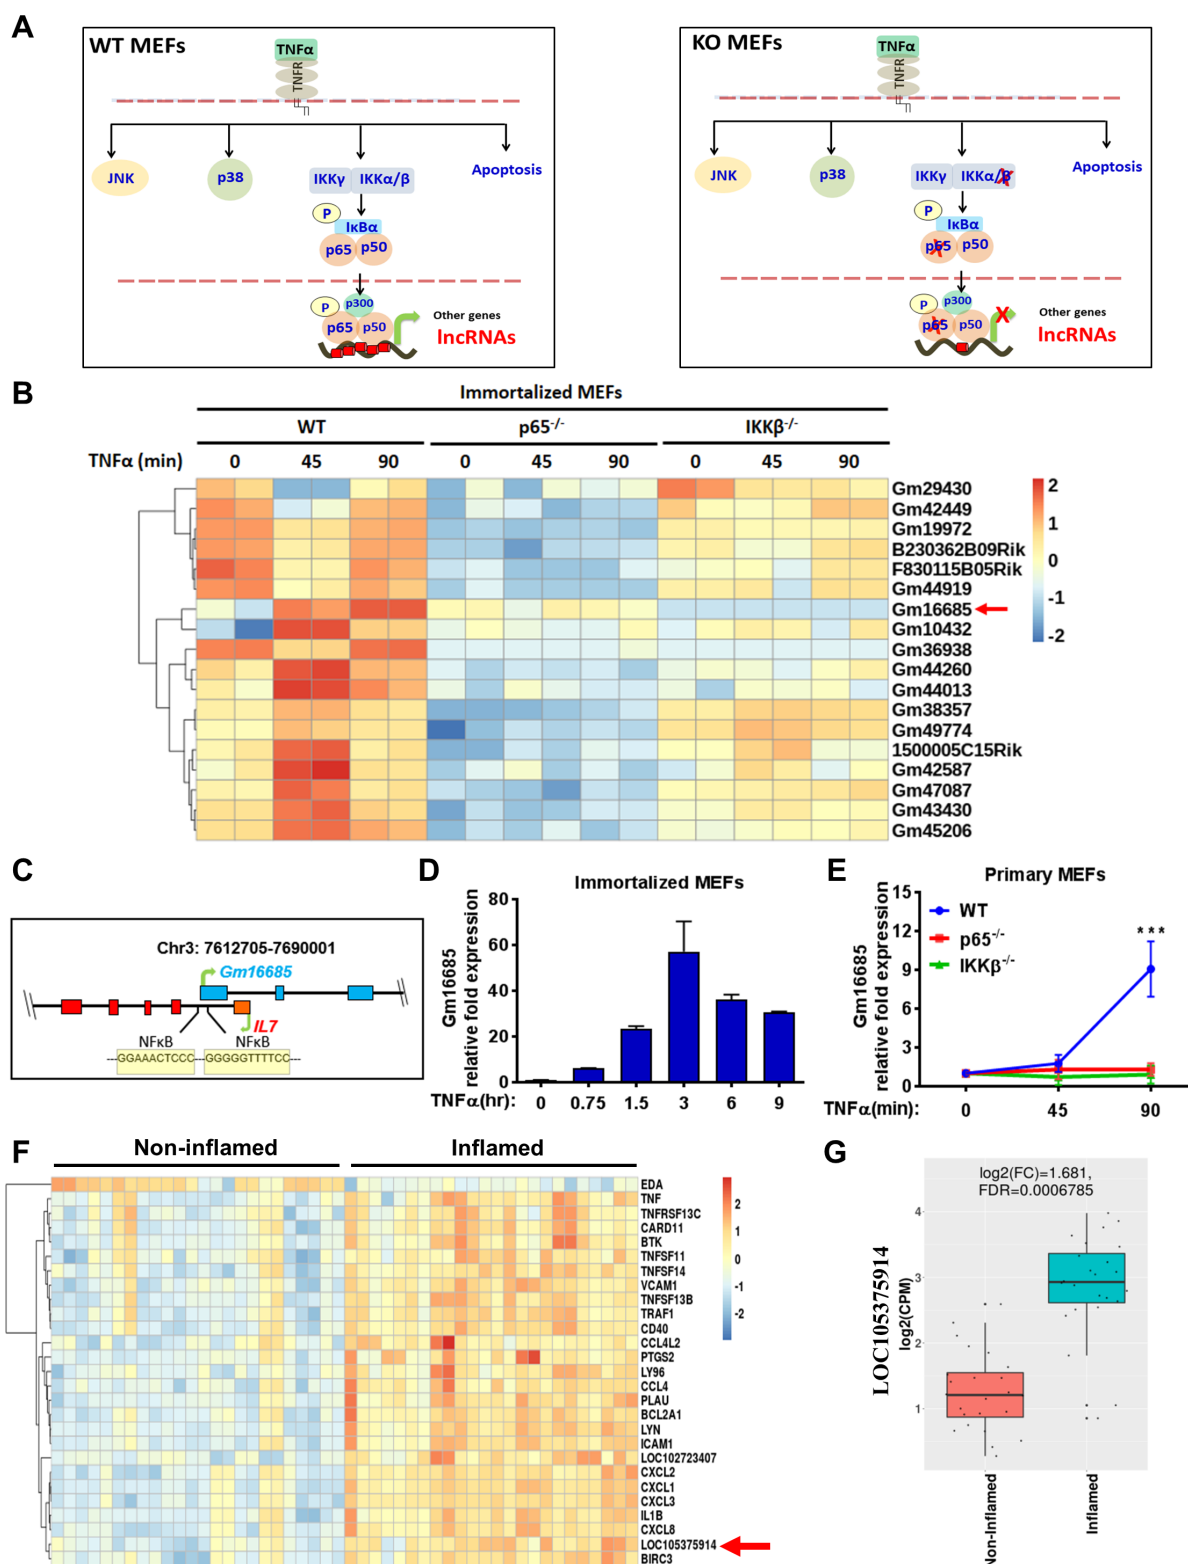 A
WT MEFs
TNFα
TNFR
JNK
p38
IKKγ
IKKα/β
Apoptosis
P
IκBα
p65
p50
P
p300
p65
p50
Other genes
lncRNAs
KO MEFs
TNFα
TNFR
JNK
p38
IKKγ
IKKα/β
X
Apoptosis
P
IκBα
p65
X
p50
P
p300
p65
X
p50
X
Other genes
lncRNAs
B
Immortalized MEFs
WT
p65-/-
IKKβ-/-
TNFα (min)
0 45 90 0 45 90 0 45 90
Gm29430
Gm42449
Gm19972
B230362B09Rik
F830115B05Rik
Gm44919
Gm16685
Gm10432
Gm36938
Gm44260
Gm44013
Gm38357
Gm49774
1500005C15Rik
Gm42587
Gm47087
Gm43430
Gm45206
2
1
0
-1
-2
C
Chr3: 7612705-7690001
Gm16685
IL7
NFκB
NFκB
GGAAACTCCC
GGGGGTTTTCC
D
Immortalized MEFs
Gm16685
relative fold expression
80
60
40
20
0
TNFα(hr): 0 0.75 1.5 3 6 9
E
Primary MEFs
Gm16685
relative fold expression
15
12
9
6
3
0
WT
p65-/-
IKKβ-/-
***
TNFα(min): 0 45 90
F
Non-inflamed
Inflamed
EDA
TNF
TNFRSF13C
CARD11
BTK
TNFSF11
TNFSF14
VCAM1
TNFSF13B
TRAF1
CD40
CCL4L2
PTGS2
LY96
CCL4
PLAU
BCL2A1
LYN
ICAM1
LOC102723407
CXCL2
CXCL1
CXCL3
IL1B
CXCL8
LOC105375914
BIRC3
2
1
0
-1
-2
G
log2(FC)=1.681,
FDR=0.0006785
LOC105375914
log2(CPM)
4
3
2
1
Non-Inflamed
Inflamed